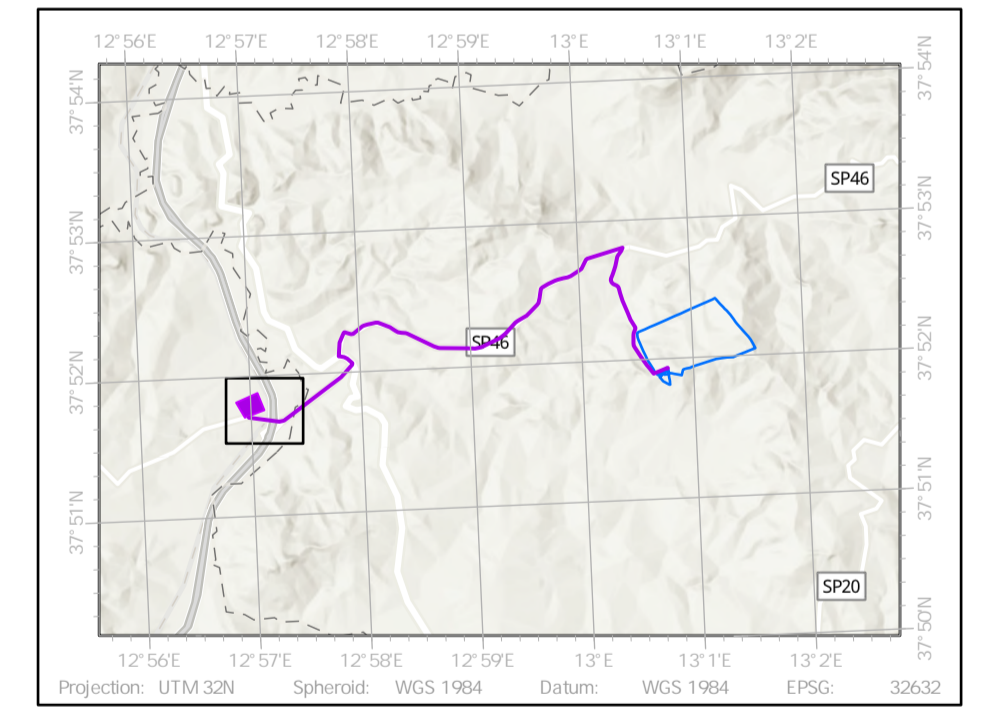 12°56'E 12°57'E 12°58'E 12°59'E 13°E 13°1'E 13°2'E
37°54'N
37°54'N
SP46
37°53'N
37°53'N
SP46
37°52'N
37°52'N
37°51'N
37°51'N
SP20
37°50'N
12°56'E 12°57'E 12°58'E 12°59'E 13°E 13°1'E 13°2'E
Projection: UTM 32N Spheroid: WGS 1984 Datum: WGS 1984 EPSG: 32632